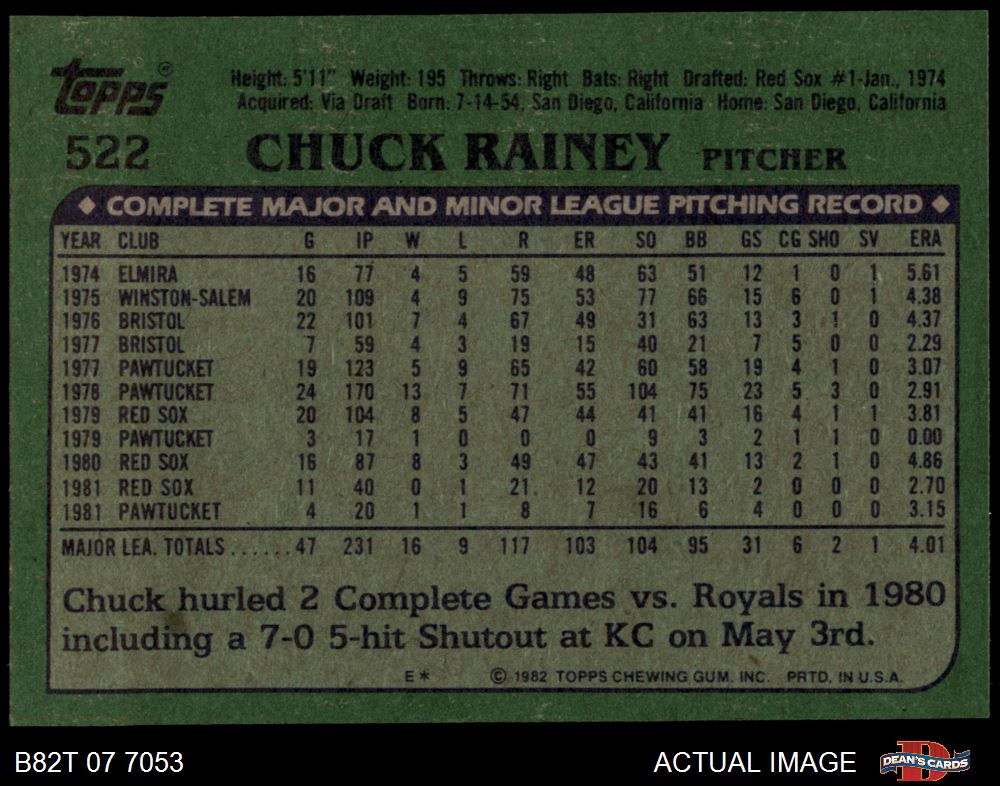 topps®
Height: 5'11" Weight: 195 Throws: Right Bats: Right Drafted: Red Sox #1-Jan., 1974
Acquired: Via Draft Born: 7-14-54, San Diego, California Home: San Diego, California
522 CHUCK RAINEY PITCHER
◆ COMPLETE MAJOR AND MINOR LEAGUE PITCHING RECORD ◆
YEAR CLUB G IP W L R ER SO BB GS CG SHO SV ERA
1974 ELMIRA 16 77 4 5 59 48 63 51 12 1 0 1 5.61
1975 WINSTON-SALEM 20 109 4 9 75 53 77 66 15 6 0 1 4.38
1976 BRISTOL 22 101 7 4 67 49 31 63 13 3 1 0 4.37
1977 BRISTOL 7 59 4 3 19 15 40 21 7 5 0 0 2.29
1977 PAWTUCKET 19 123 5 9 65 42 60 58 19 4 1 0 3.07
1978 PAWTUCKET 24 170 13 7 71 55 104 75 23 5 3 0 2.91
1979 RED SOX 20 104 8 5 47 44 41 41 16 4 1 1 3.81
1979 PAWTUCKET 3 17 1 0 0 0 9 3 2 1 1 0 0.00
1980 RED SOX 16 87 8 3 49 47 43 41 13 2 1 0 4.86
1981 RED SOX 11 40 0 1 21 12 20 13 2 0 0 0 2.70
1981 PAWTUCKET 4 20 1 1 8 7 16 6 4 0 0 0 3.15
MAJOR LEA. TOTALS......47 231 16 9 117 103 104 95 31 6 2 1 4.01
Chuck hurled 2 Complete Games vs. Royals in 1980
including a 7-0 5-hit Shutout at KC on May 3rd.
E* © 1982 TOPPS CHEWING GUM, INC. PRTD. IN U.S.A.
B82T 07 7053 ACTUAL IMAGE D DEAN'S CARDS